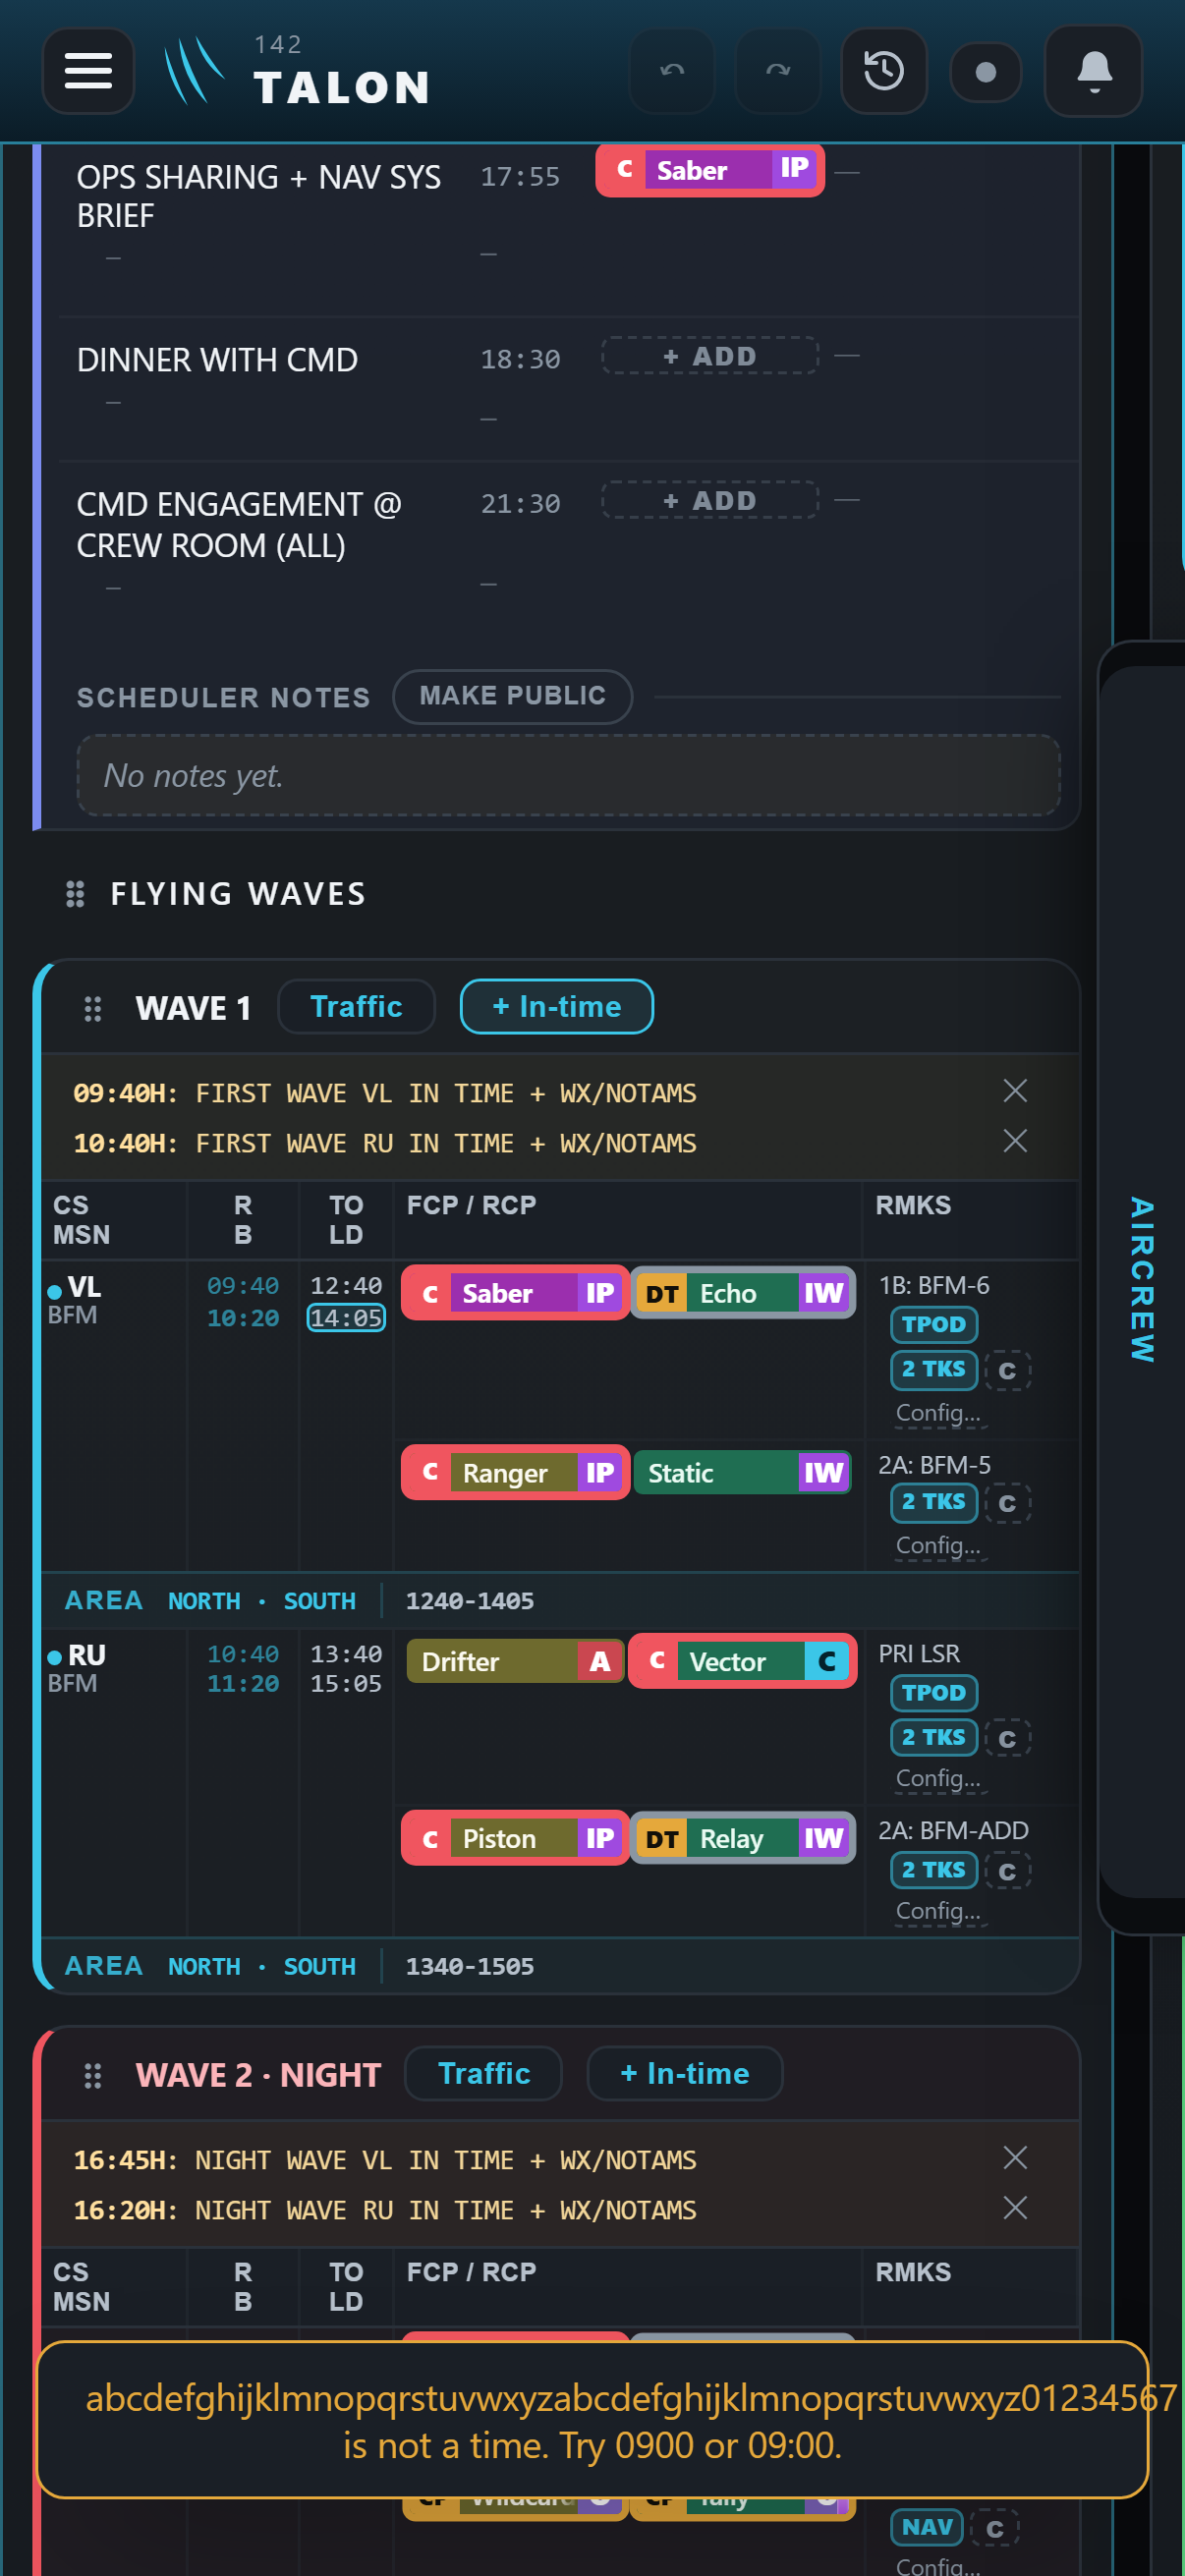 142
TALON
OPS SHARING + NAV SYS 17:55 C Saber IP —
BRIEF
— —
DINNER WITH CMD 18:30 + ADD —
— —
CMD ENGAGEMENT @ 21:30 + ADD —
CREW ROOM (ALL)
— —
SCHEDULER NOTES MAKE PUBLIC
No notes yet.
FLYING WAVES
WAVE 1 Traffic + In-time
09:40H: FIRST WAVE VL IN TIME + WX/NOTAMS
10:40H: FIRST WAVE RU IN TIME + WX/NOTAMS
CS R TO FCP / RCP RMKS
MSN B LD
VL 09:40 12:40 C Saber IP DT Echo IW 1B: BFM-6
BFM 10:20 14:05 TPOD
2 TKS C
Config...
C Ranger IP Static IW 2A: BFM-5
2 TKS C
Config...
AREA NORTH · SOUTH 1240-1405
RU 10:40 13:40 Drifter A C Vector C PRI LSR
BFM 11:20 15:05 TPOD
2 TKS C
Config...
C Piston IP DT Relay IW 2A: BFM-ADD
2 TKS C
Config...
AREA NORTH · SOUTH 1340-1505
AIRCREW
WAVE 2 · NIGHT Traffic + In-time
16:45H: NIGHT WAVE VL IN TIME + WX/NOTAMS
16:20H: NIGHT WAVE RU IN TIME + WX/NOTAMS
CS R TO FCP / RCP RMKS
MSN B LD
abcdefghijklmnopqrstuvwxyzabcdefghijklmnopqrstuvwxyz01234567
is not a time. Try 0900 or 09:00.
NAV C
Config...